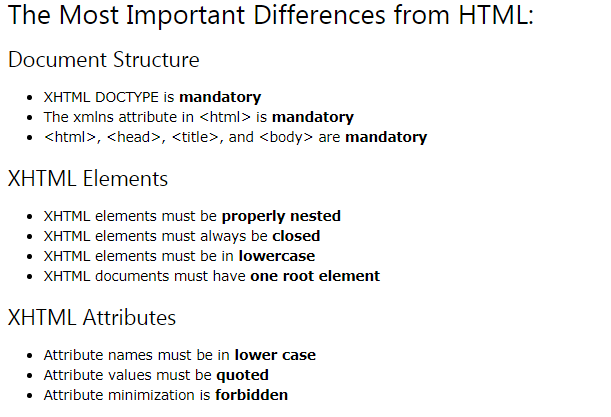 The Most Important Differences from HTML:
Document Structure
XHTML DOCTYPE is mandatory
The xmlns attribute in <html> is mandatory
<html>, <head>, <title>, and <body> are mandatory
XHTML Elements
XHTML elements must be properly nested
XHTML elements must always be closed
XHTML elements must be in lowercase
XHTML documents must have one root element
XHTML Attributes
Attribute names must be in lower case
Attribute values must be quoted
Attribute minimization is forbidden